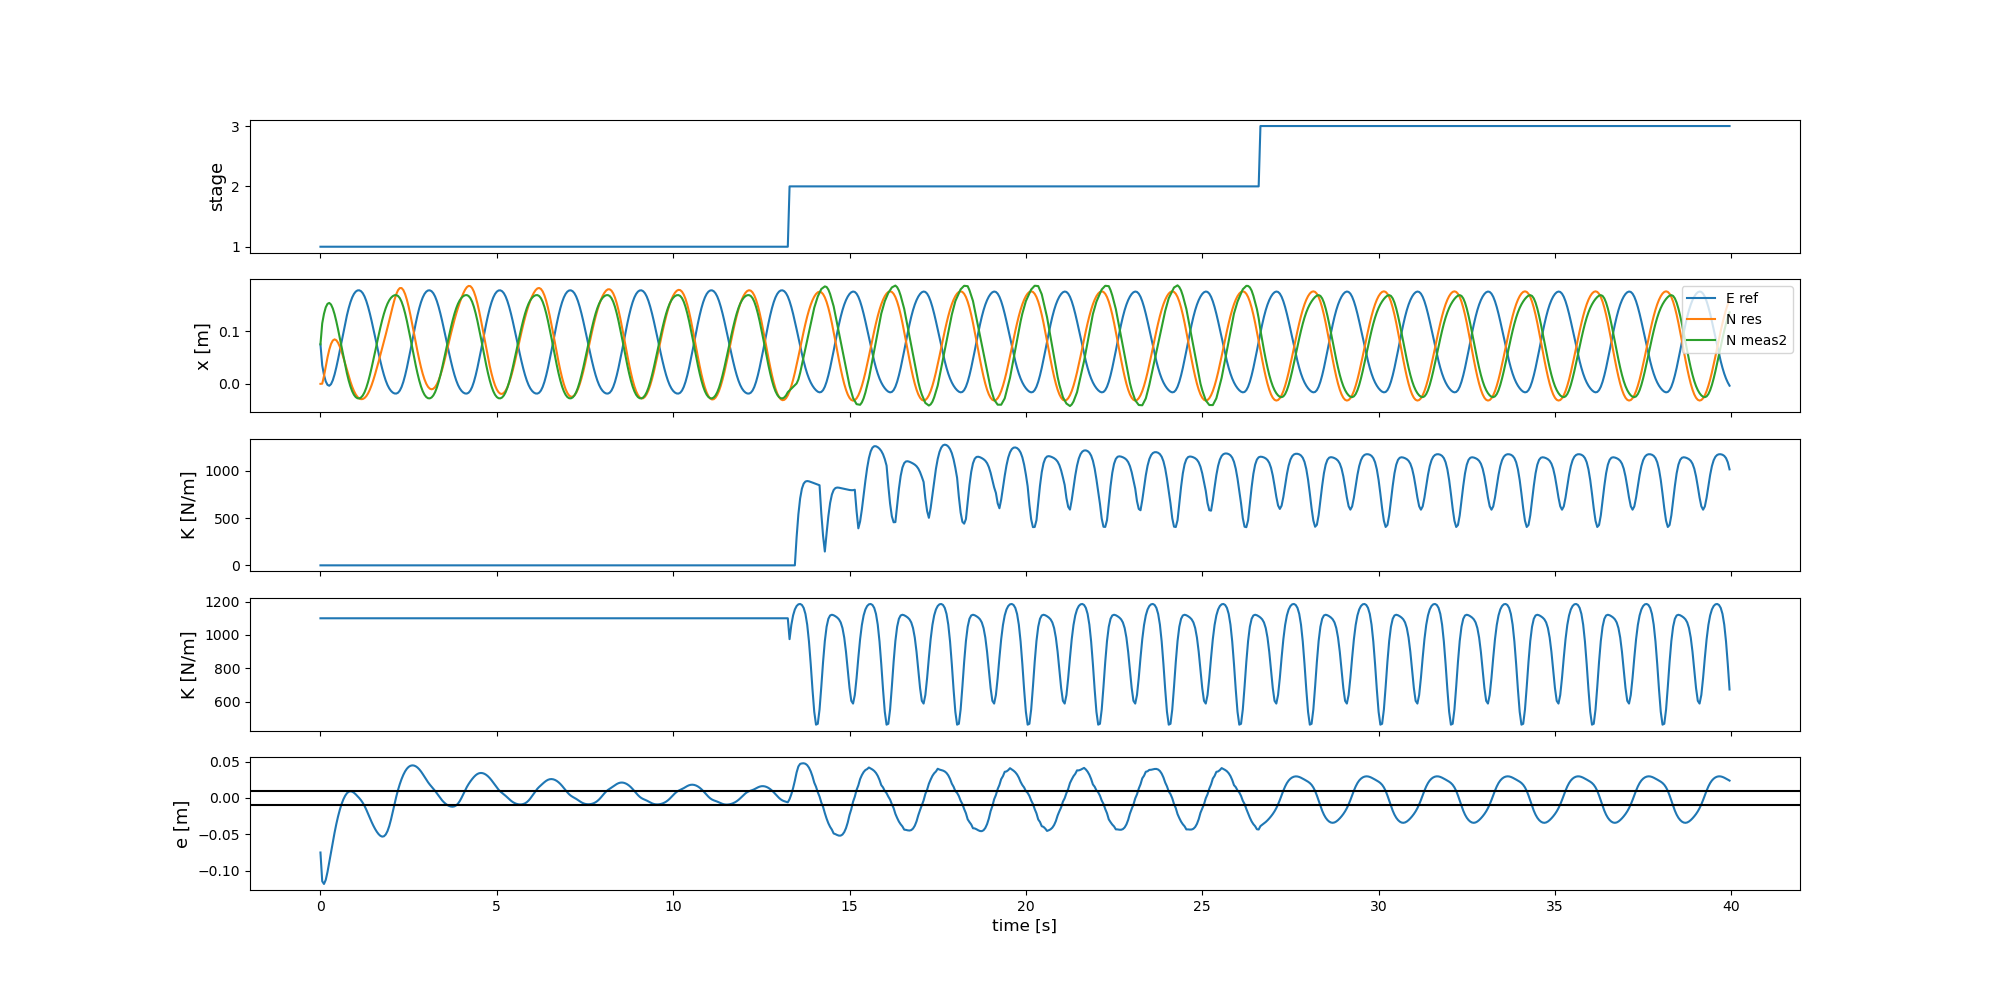 3
2
1
stage
0.1
0.0
x [m]
E ref
N res
N meas2
1000
500
0
K [N/m]
1200
1000
800
600
K [N/m]
0.05
0.00
−0.05
−0.10
e [m]
0 5 10 15 20 25 30 35 40
time [s]